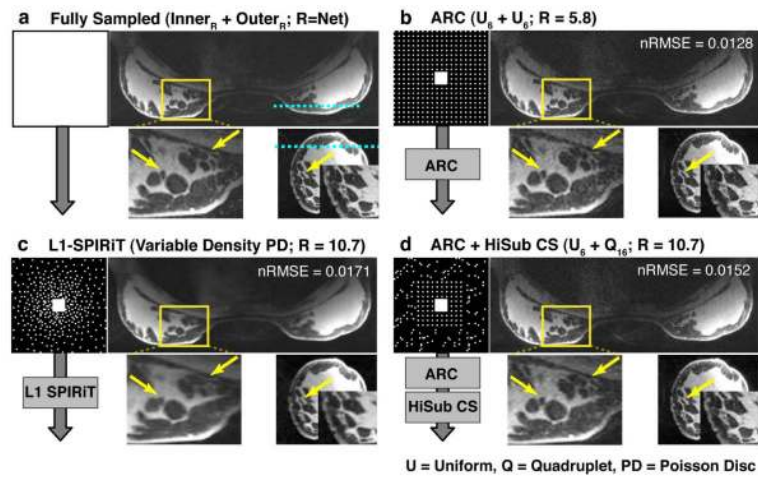 a Fully Sampled (Inner_R + Outer_R; R=Net)
b ARC (U_6 + U_6; R = 5.8)
nRMSE = 0.0128
ARC
c L1-SPIRiT (Variable Density PD; R = 10.7)
nRMSE = 0.0171
L1 SPIRiT
d ARC + HiSub CS (U_6 + Q_16; R = 10.7)
nRMSE = 0.0152
ARC
HiSub CS
U = Uniform, Q = Quadruplet, PD = Poisson Disc